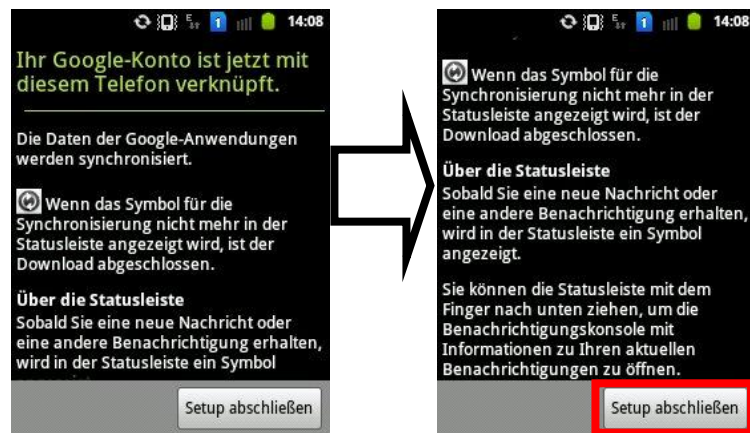 14:08
Ihr Google-Konto ist jetzt mit
diesem Telefon verknüpft.
Die Daten der Google-Anwendungen
werden synchronisiert.
Wenn das Symbol für die
Synchronisierung nicht mehr in der
Statusleiste angezeigt wird, ist der
Download abgeschlossen.
Über die Statusleiste
Sobald Sie eine neue Nachricht oder
eine andere Benachrichtigung erhalten,
wird in der Statusleiste ein Symbol
Setup abschließen
14:08
Wenn das Symbol für die
Synchronisierung nicht mehr in der
Statusleiste angezeigt wird, ist der
Download abgeschlossen.
Über die Statusleiste
Sobald Sie eine neue Nachricht oder
eine andere Benachrichtigung erhalten,
wird in der Statusleiste ein Symbol
angezeigt.
Sie können die Statusleiste mit dem
Finger nach unten ziehen, um die
Benachrichtigungskonsole mit
Informationen zu Ihren aktuellen
Benachrichtigungen zu öffnen.
Setup abschließen